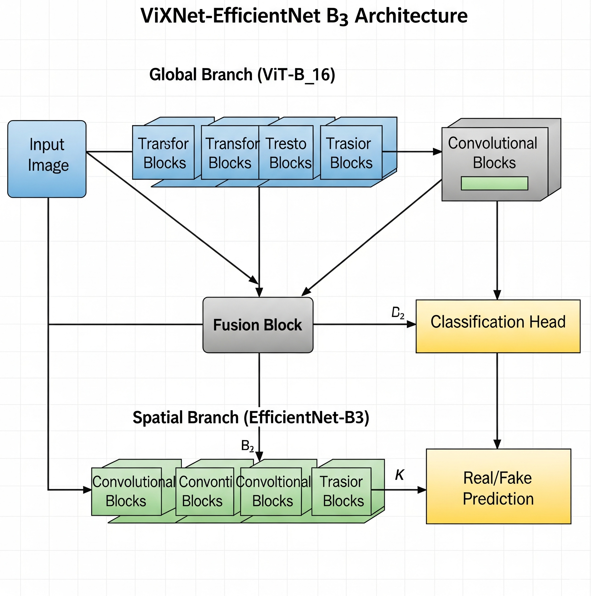 ViXNet-EfficientNet B₃ Architecture
Global Branch (ViT-B_16)
Input
Image
Transfor
Blocks
Transfor
Blocks
Tresto
Blocks
Trasior
Blocks
Convolutional
Blocks
Fusion Block
D₂
Classification Head
Spatial Branch (EfficientNet-B3)
B₂
Convolutional
Blocks
Conventi
Blocks
Convoltional
Blocks
Trasior
Blocks
K
Real/Fake
Prediction